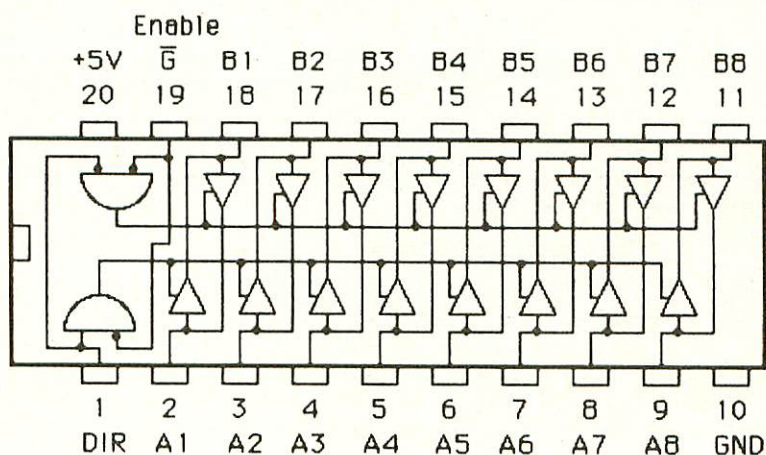 Enable
+5V G̅ B1 B2 B3 B4 B5 B6 B7 B8
20 19 18 17 16 15 14 13 12 11
1 2 3 4 5 6 7 8 9 10
DIR A1 A2 A3 A4 A5 A6 A7 A8 GND